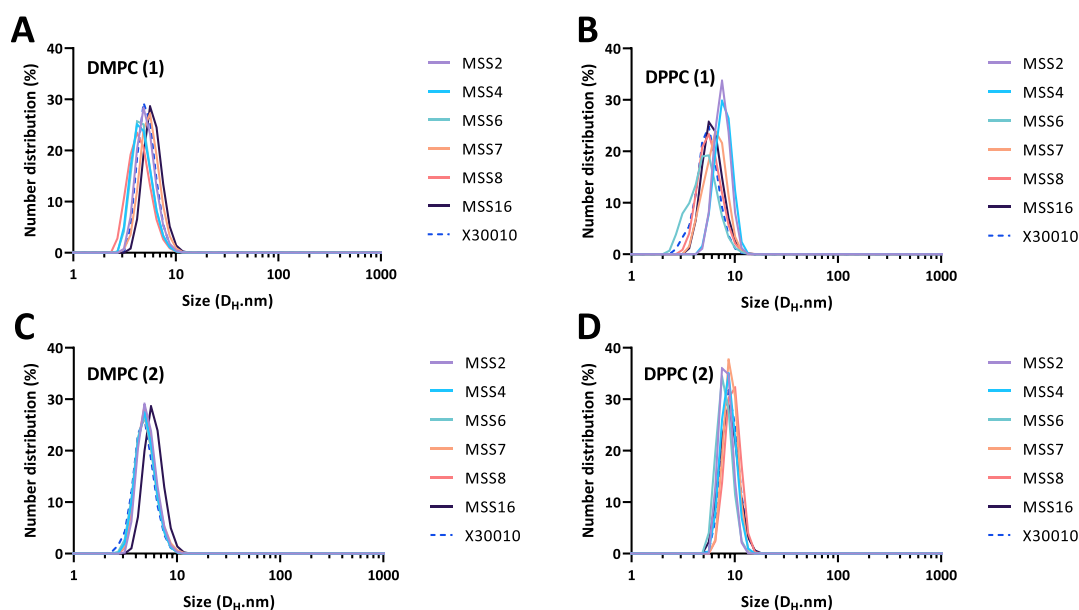 A
Number distribution (%)
40
30
20
10
0
DMPC (1)
1
10
100
1000
Size (D_H.nm)
MSS2
MSS4
MSS6
MSS7
MSS8
MSS16
X30010
B
Number distribution (%)
40
30
20
10
0
DPPC (1)
1
10
100
1000
Size (D_H.nm)
MSS2
MSS4
MSS6
MSS7
MSS8
MSS16
X30010
C
Number distribution (%)
40
30
20
10
0
DMPC (2)
1
10
100
1000
Size (D_H.nm)
MSS2
MSS4
MSS6
MSS7
MSS8
MSS16
X30010
D
Number distribution (%)
40
30
20
10
0
DPPC (2)
1
10
100
1000
Size (D_H.nm)
MSS2
MSS4
MSS6
MSS7
MSS8
MSS16
X30010